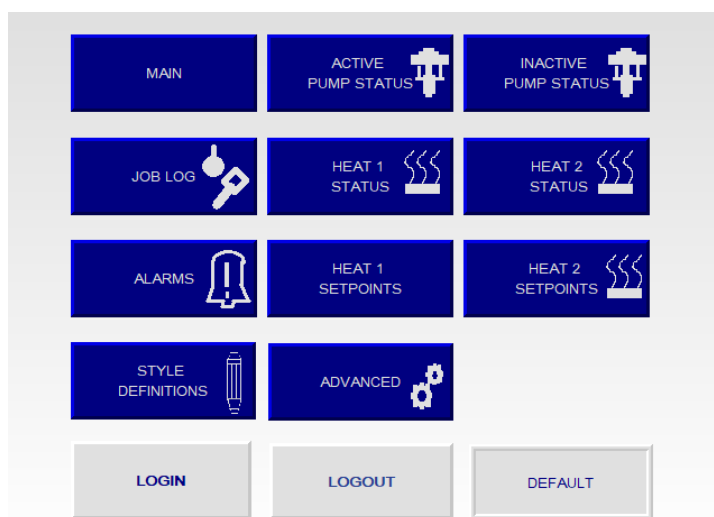 MAIN
ACTIVE
PUMP STATUS
INACTIVE
PUMP STATUS
JOB LOG
HEAT 1
STATUS
HEAT 2
STATUS
ALARMS
HEAT 1
SETPOINTS
HEAT 2
SETPOINTS
STYLE
DEFINITIONS
ADVANCED
LOGIN
LOGOUT
DEFAULT